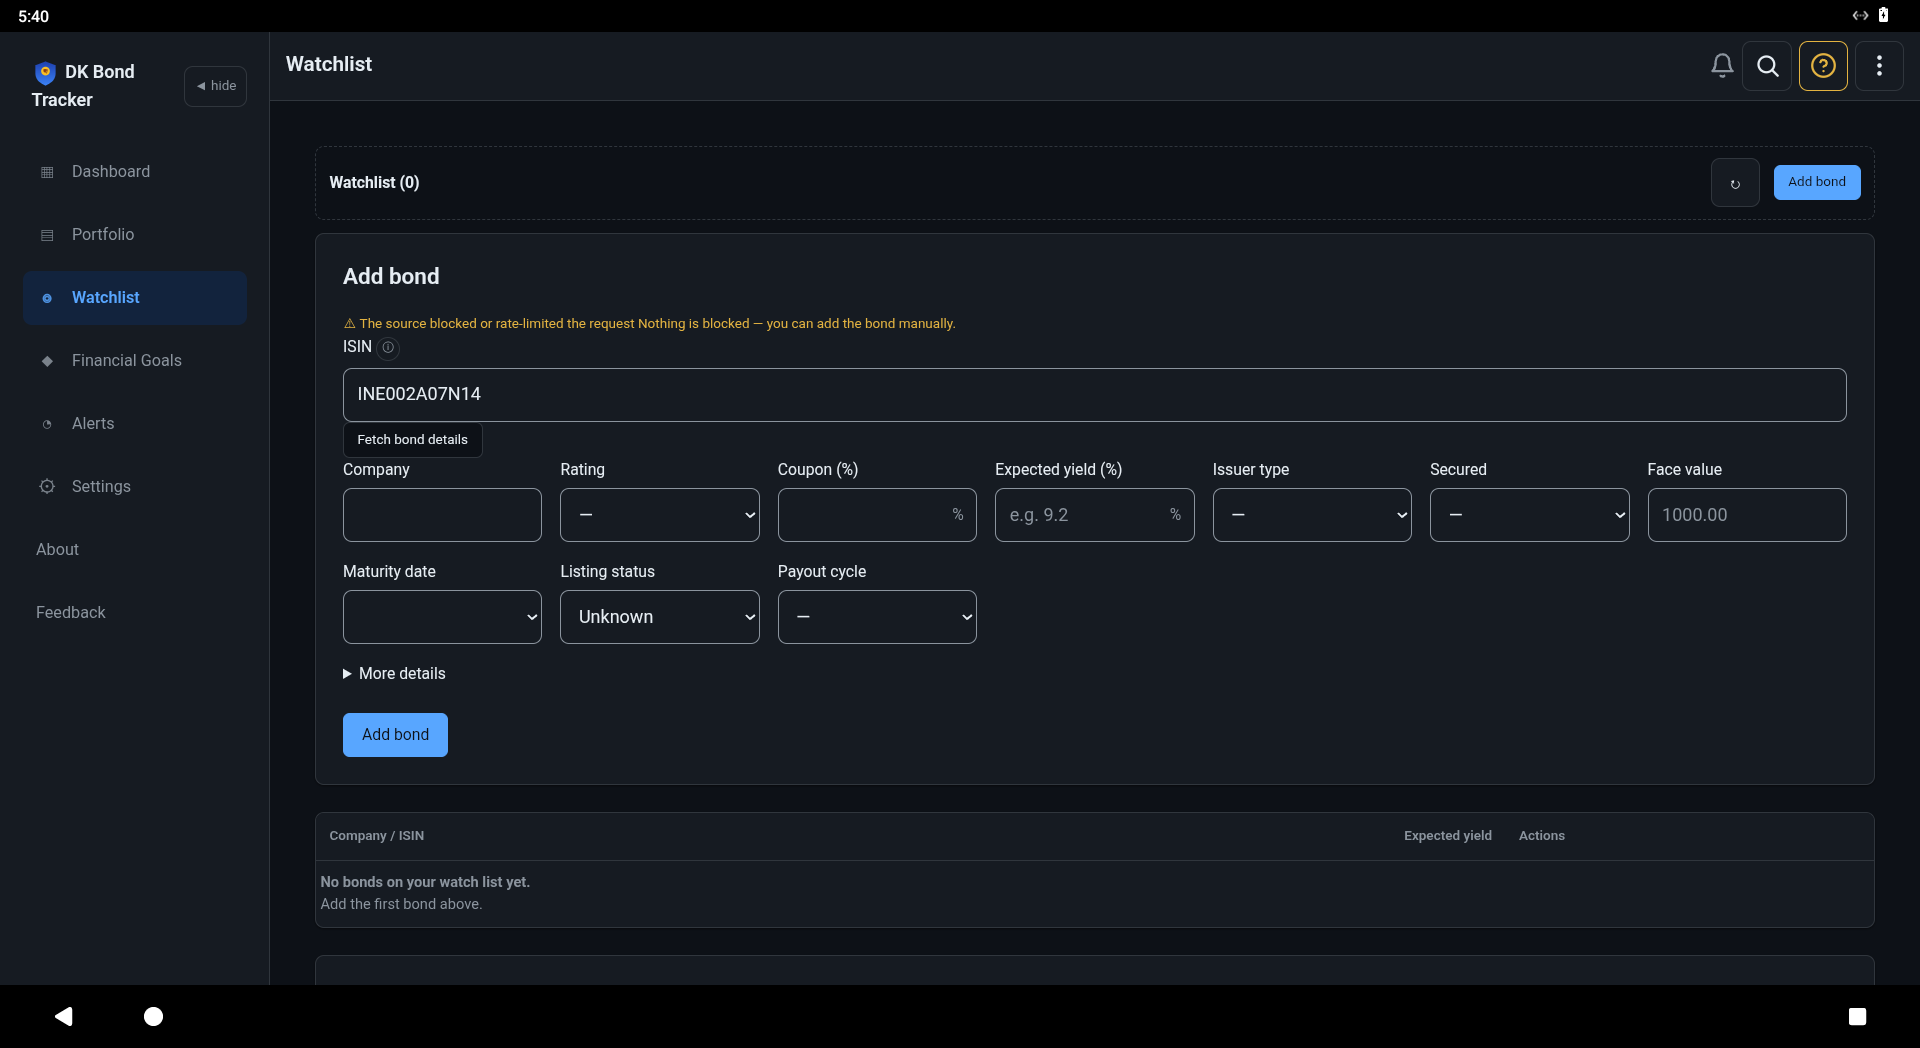 5:40
DK Bond
Tracker
◄ hide
Watchlist
Dashboard
Portfolio
Watchlist
Financial Goals
Alerts
Settings
About
Feedback
Watchlist (0)
Add bond
Add bond
⚠ The source blocked or rate-limited the request Nothing is blocked — you can add the bond manually.
ISIN
INE002A07N14
Fetch bond details
Company Rating Coupon (%) Expected yield (%) Issuer type Secured Face value
— % e.g. 9.2 % — — 1000.00
Maturity date Listing status Payout cycle
Unknown —
▶ More details
Add bond
Company / ISIN Expected yield Actions
No bonds on your watch list yet.
Add the first bond above.